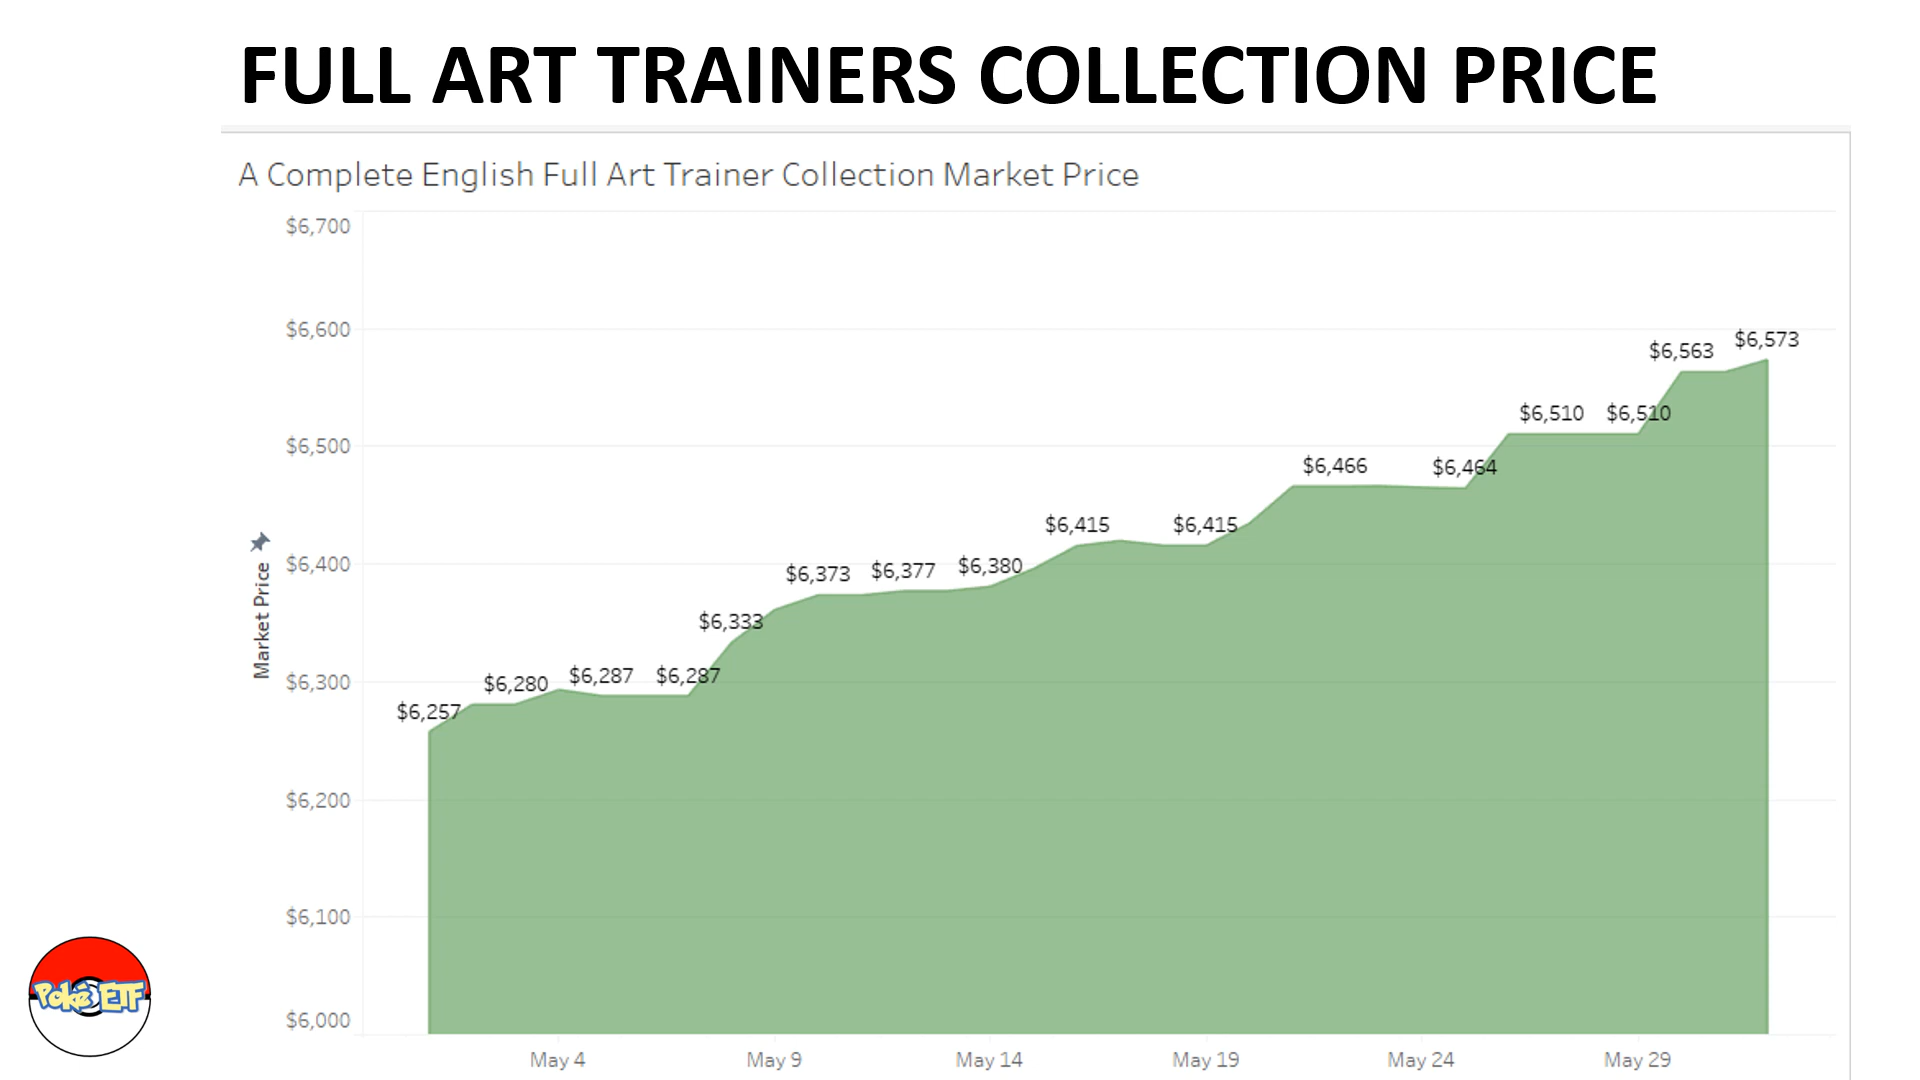 FULL ART TRAINERS COLLECTION PRICE
A Complete English Full Art Trainer Collection Market Price
$6,700
$6,600
$6,500
$6,400
$6,300
$6,200
$6,100
$6,000
Market Price
$6,257
$6,280
$6,287
$6,287
$6,333
$6,373
$6,377
$6,380
$6,415
$6,415
$6,466
$6,464
$6,510
$6,510
$6,563
$6,573
May 4
May 9
May 14
May 19
May 24
May 29
Poké ETF